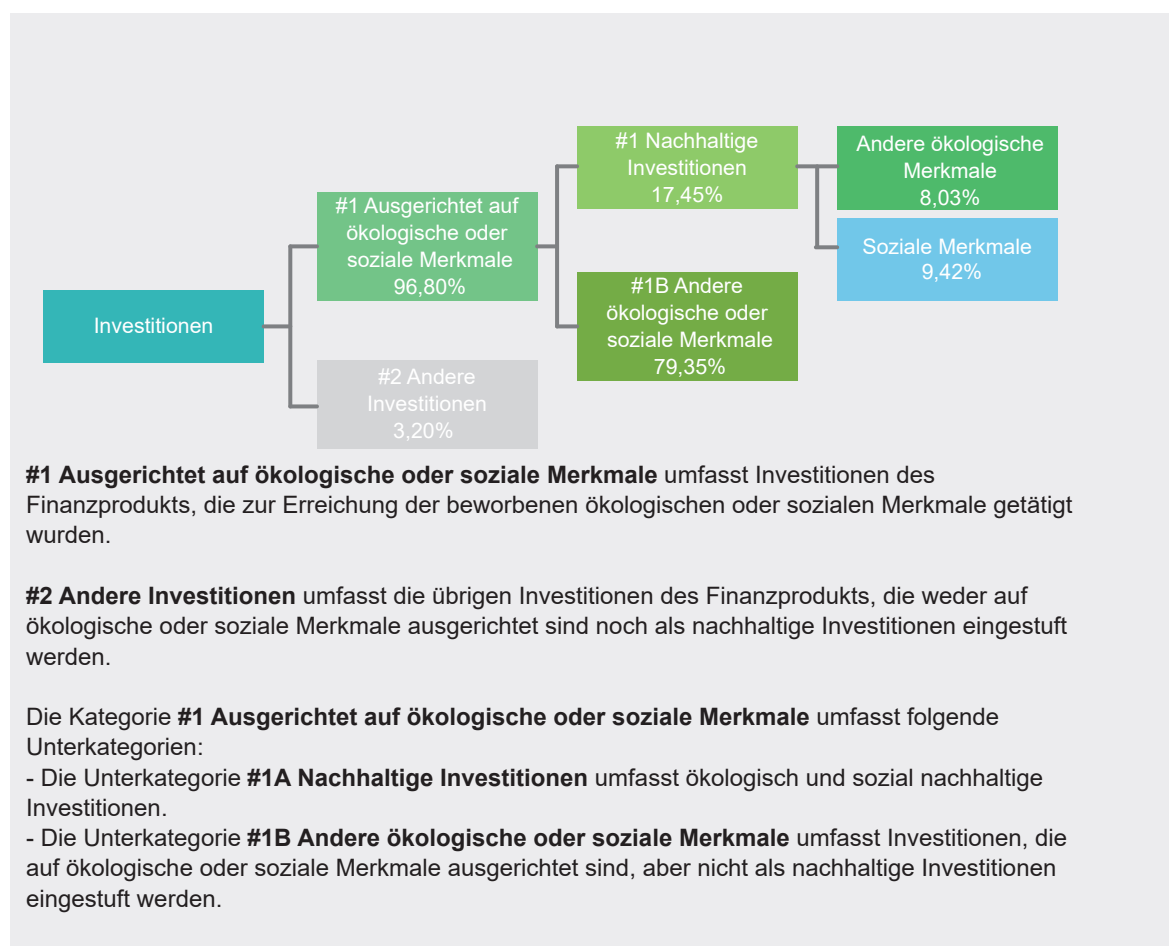 #1 Nachhaltige
Investitionen
17,45%
Andere ökologische
Merkmale
8,03%
#1 Ausgerichtet auf
ökologische oder
soziale Merkmale
96,80%
Soziale Merkmale
9,42%
#1B Andere
ökologische oder
soziale Merkmale
79,35%
Investitionen
#2 Andere
Investitionen
3,20%
#1 Ausgerichtet auf ökologische oder soziale Merkmale umfasst Investitionen des
Finanzprodukts, die zur Erreichung der beworbenen ökologischen oder sozialen Merkmale getätigt
wurden.
#2 Andere Investitionen umfasst die übrigen Investitionen des Finanzprodukts, die weder auf
ökologische oder soziale Merkmale ausgerichtet sind noch als nachhaltige Investitionen eingestuft
werden.
Die Kategorie #1 Ausgerichtet auf ökologische oder soziale Merkmale umfasst folgende
Unterkategorien:
- Die Unterkategorie #1A Nachhaltige Investitionen umfasst ökologisch und sozial nachhaltige
Investitionen.
- Die Unterkategorie #1B Andere ökologische oder soziale Merkmale umfasst Investitionen, die
auf ökologische oder soziale Merkmale ausgerichtet sind, aber nicht als nachhaltige Investitionen
eingestuft werden.